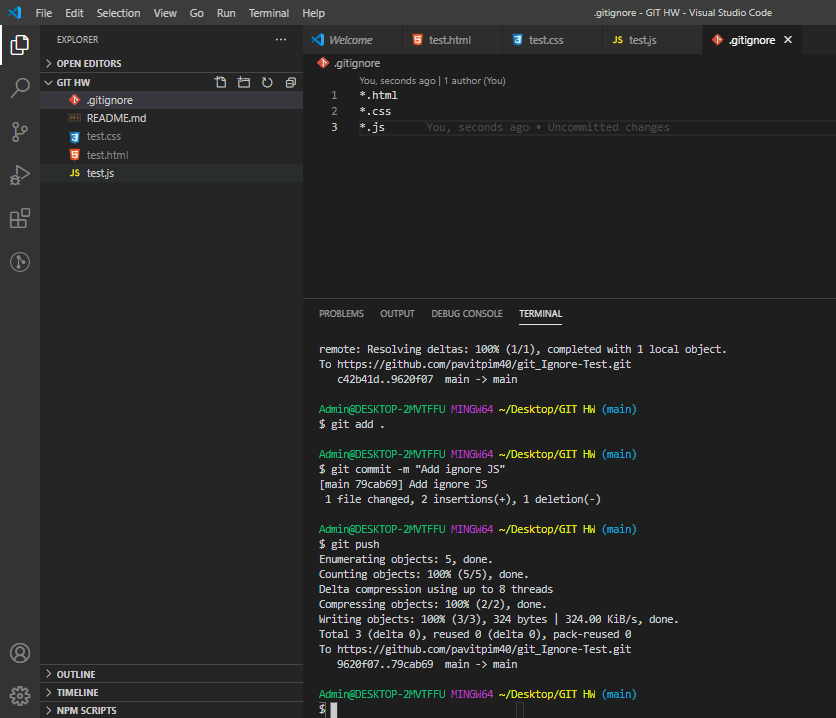 File Edit Selection View Go Run Terminal Help
.gitignore - GIT HW - Visual Studio Code
EXPLORER
OPEN EDITORS
GIT HW
.gitignore
README.md
test.css
test.html
JS test.js
OUTLINE
TIMELINE
NPM SCRIPTS
Welcome
test.html
test.css
JS test.js
.gitignore
.gitignore
You, seconds ago | 1 author (You)
1 *.html
2 *.css
3 *.js You, seconds ago • Uncommitted changes
PROBLEMS OUTPUT DEBUG CONSOLE TERMINAL
remote: Resolving deltas: 100% (1/1), completed with 1 local object.
To https://github.com/pavitpim40/git_Ignore-Test.git
c42b41d..9620f07 main -> main
Admin@DESKTOP-2MVTFFU MINGW64 ~/Desktop/GIT HW (main)
$ git add .
Admin@DESKTOP-2MVTFFU MINGW64 ~/Desktop/GIT HW (main)
$ git commit -m "Add ignore JS"
[main 79cab69] Add ignore JS
1 file changed, 2 insertions(+), 1 deletion(-)
Admin@DESKTOP-2MVTFFU MINGW64 ~/Desktop/GIT HW (main)
$ git push
Enumerating objects: 5, done.
Counting objects: 100% (5/5), done.
Delta compression using up to 8 threads
Compressing objects: 100% (2/2), done.
Writing objects: 100% (3/3), 324 bytes | 324.00 KiB/s, done.
Total 3 (delta 0), reused 0 (delta 0), pack-reused 0
To https://github.com/pavitpim40/git_Ignore-Test.git
9620f07..79cab69 main -> main
Admin@DESKTOP-2MVTFFU MINGW64 ~/Desktop/GIT HW (main)
$